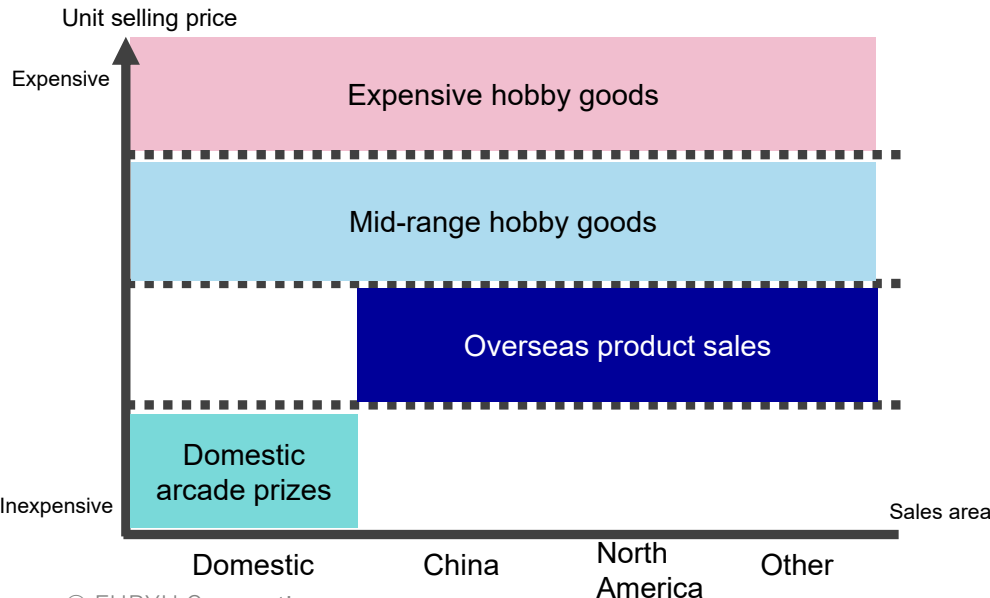 Unit selling price
Expensive
Expensive hobby goods
Mid-range hobby goods
Overseas product sales
Domestic
arcade prizes
Inexpensive
Sales area
Domestic
China
North
America
Other